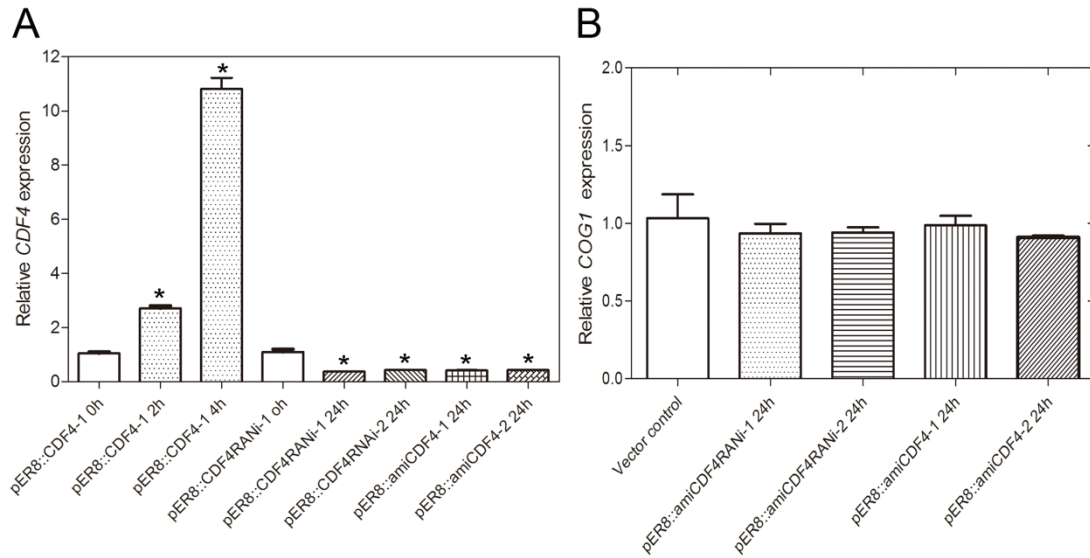 A
Relative CDF4 expression
12
10
8
6
4
2
0
*
*
*
*
*
*
pER8::CDF4-1 0h
pER8::CDF4-1 2h
pER8::CDF4-1 4h
pER8::CDF4RANi-1 oh
pER8::CDF4RANi-1 24h
pER8::CDF4RNAi-2 24h
pER8::amiCDF4-1 24h
pER8::amiCDF4-2 24h
B
Relative COG1 expression
2.0
1.5
1.0
0.5
0.0
Vector control
pER8::amiCDF4RANi-1 24h
pER8::amiCDF4RANi-2 24h
pER8::amiCDF4-1 24h
pER8::amiCDF4-2 24h